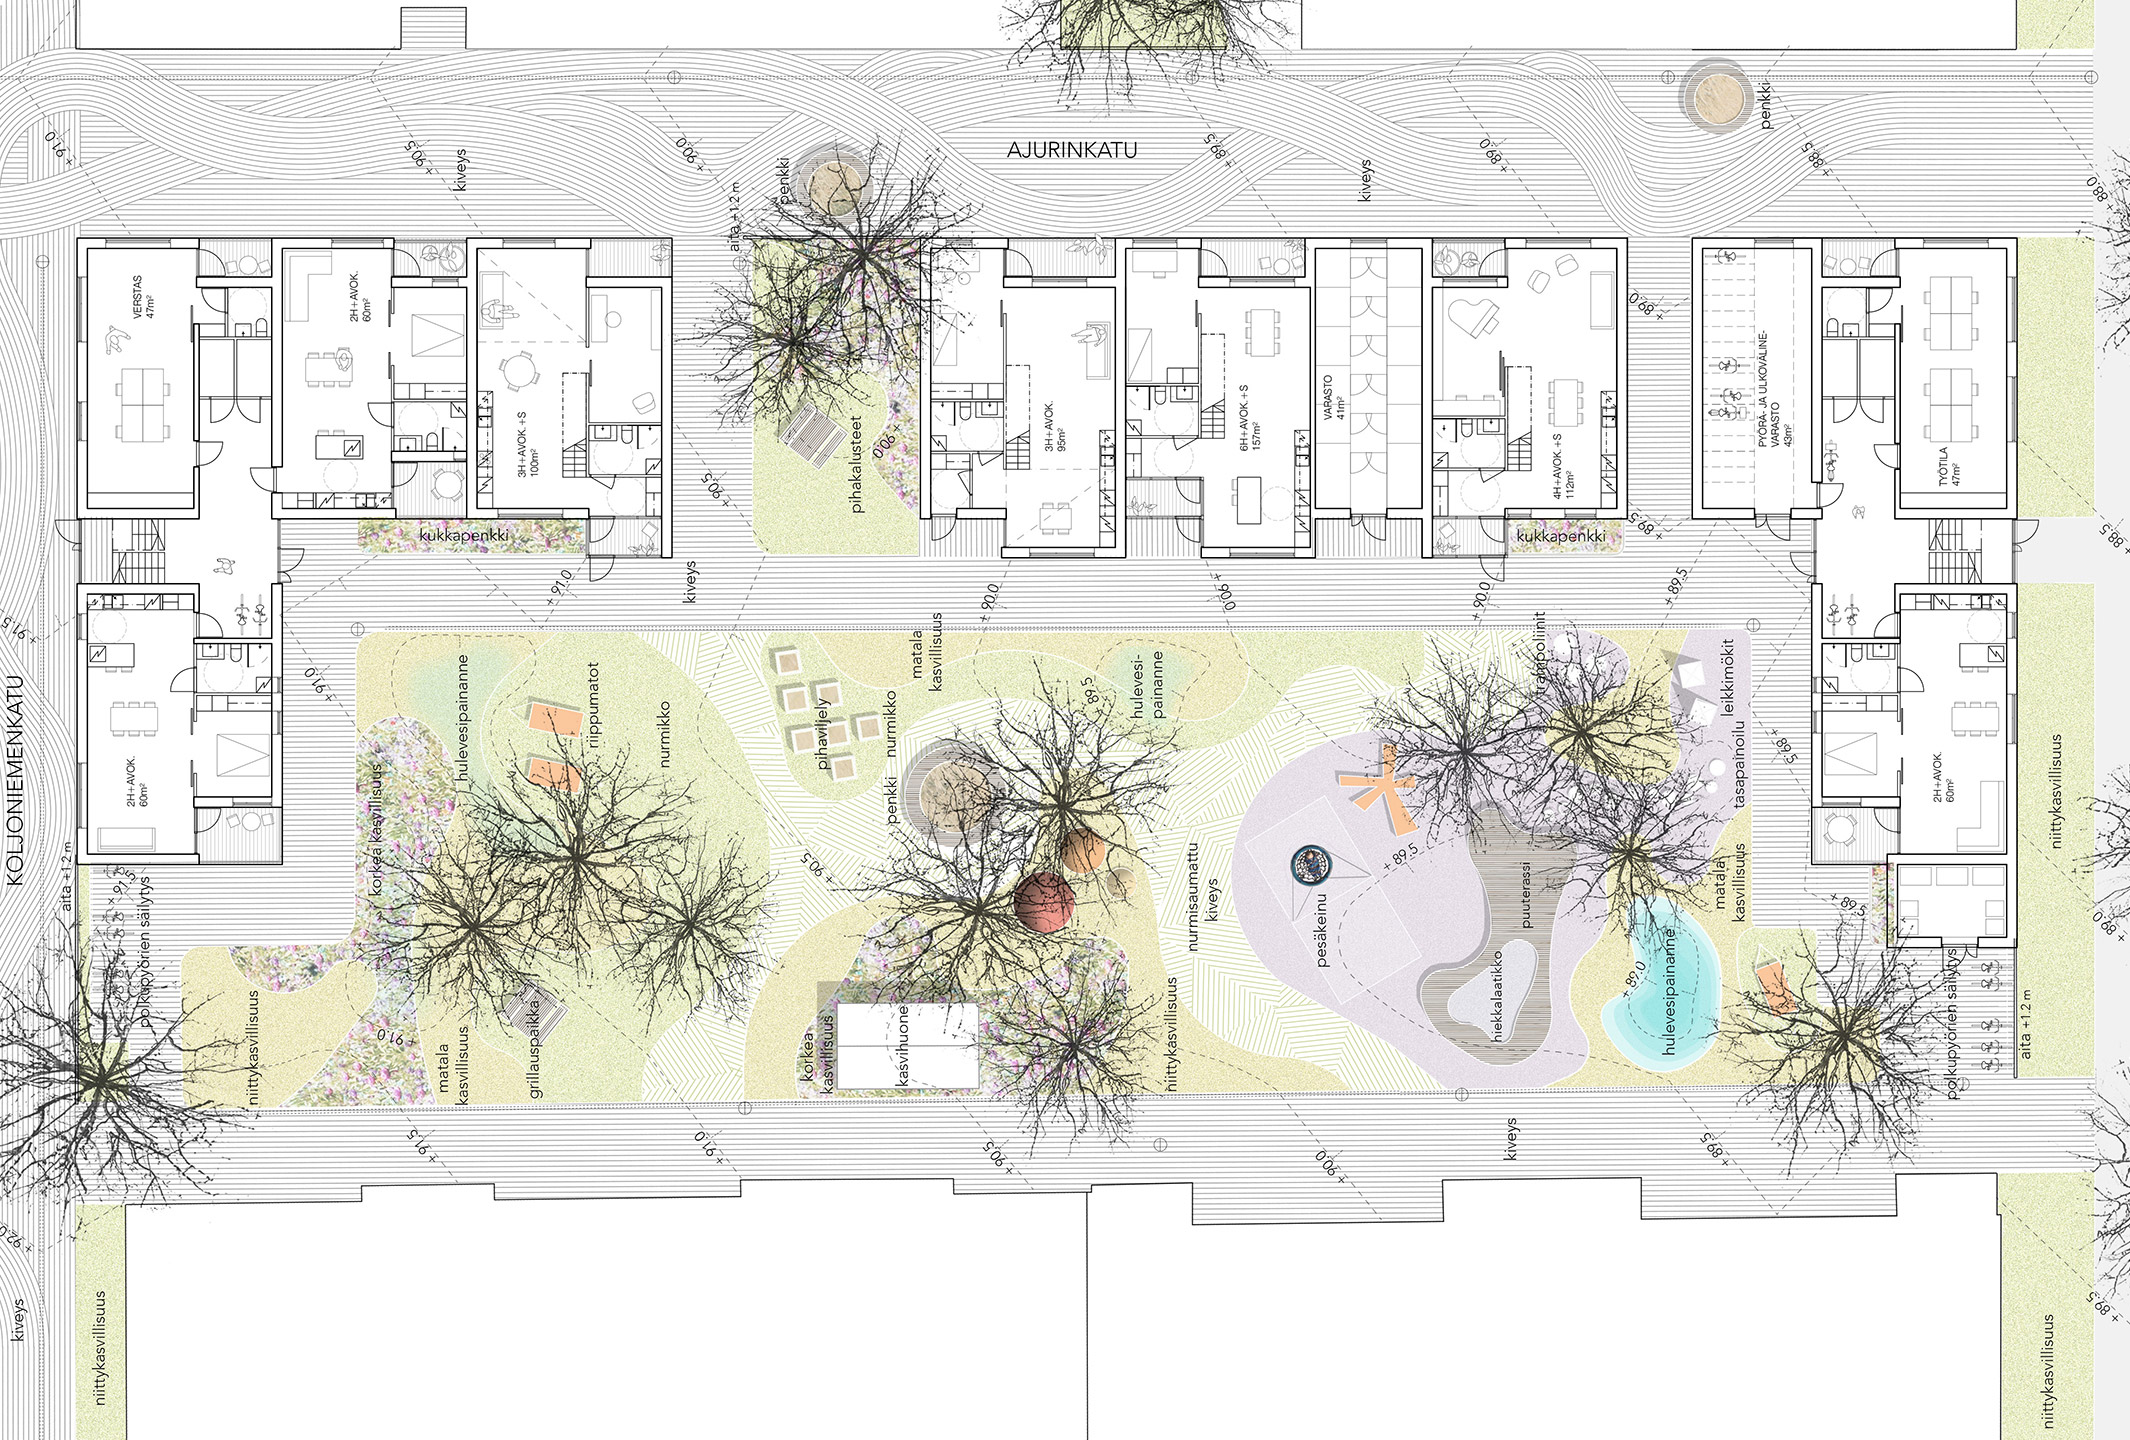 AJURINKATU
penkki
penkki
kiveys
kiveys
aita +1.2 m
+ 91.0
+ 90.5
+ 90.0
+ 89.5
+ 89.0
+ 88.5
+ 88.0
VERSTAS
47m²
2H+AVOK.
60m²
3H+AVOK.+S
100m²
pihakalusteet
+ 90.0
+ 90.5
3H+AVOK.
95m²
6H+AVOK.+S
157m²
VARASTO
41m²
4H+AVOK.+S
112m²
+ 89.0
PYÖRÄ- JA ULKOVÄLINE-
VARASTO
43m²
TYÖTILA
47m²
kukkapenkki
kukkapenkki
+ 89.5
+ 88.5
KOLJONIEMENKATU
+ 91.5
+ 91.0
kiveys
+ 90.0
+ 90.0
+ 90.0
+ 89.5
+ 91.0
2H+AVOK.
60m²
hulevesipainanne
riippumatot
nurmikko
pihaviljely
nurmikko
matala
kasvillisuus
+ 89.5
hulevesi-
painanne
trampoliinit
leikkimökit
tasapainoilu
+ 89.5
2H+AVOK.
60m²
niittykasvillisuus
korkea kasvillisuus
penkki
+ 90.5
nurmisaumattu
kiveys
pesäkeinu
+ 89.5
puuterassi
hiekkalaatikko
matala
kasvillisuus
+ 89.0
hulevesipainanne
+ 89.5
+ 89.0
aita +1.2 m
+ 91.5
polkupyörien säilytys
niittykasvillisuus
+ 91.0
matala
kasvillisuus
grillauspaikka
korkea
kasvillisuus
kasvihuone
niittykasvillisuus
polkupyörien säilytys
aita +1.2 m
+ 91.5
+ 91.0
+ 90.5
+ 90.0
kiveys
+ 89.5
+ 92.0
kiveys
niittykasvillisuus
niittykasvillisuus
+ 89.5